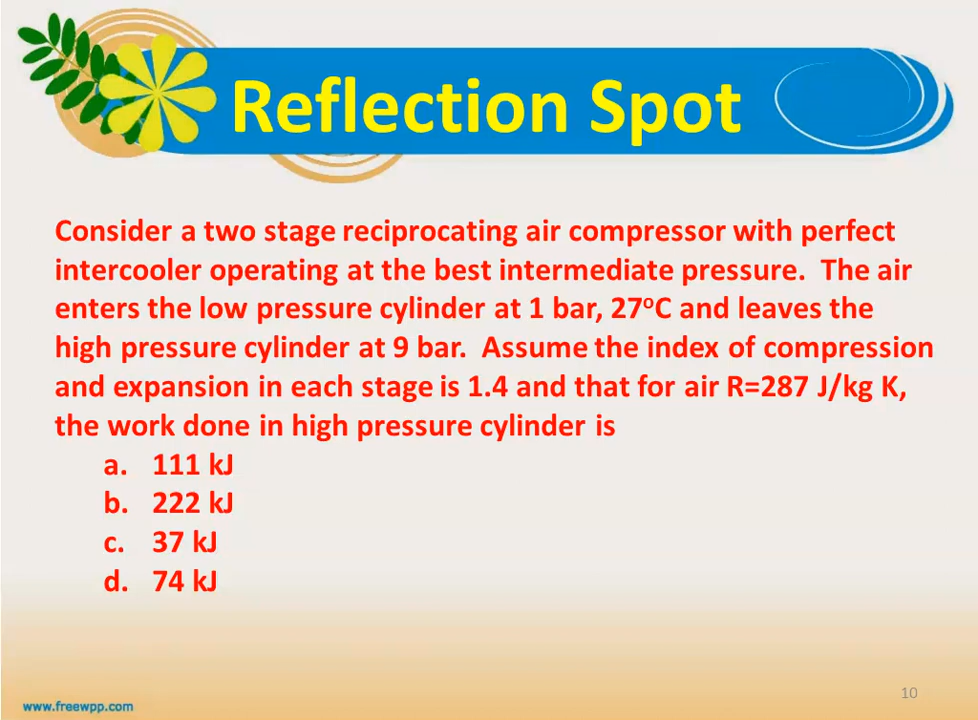 Reflection Spot
Consider a two stage reciprocating air compressor with perfect
intercooler operating at the best intermediate pressure.  The air
enters the low pressure cylinder at 1 bar, 27ºC and leaves the
high pressure cylinder at 9 bar.  Assume the index of compression
and expansion in each stage is 1.4 and that for air R=287 J/kg K,
the work done in high pressure cylinder is
a. 111 kJ
b. 222 kJ
c. 37 kJ
d. 74 kJ
10
www.freewpp.com